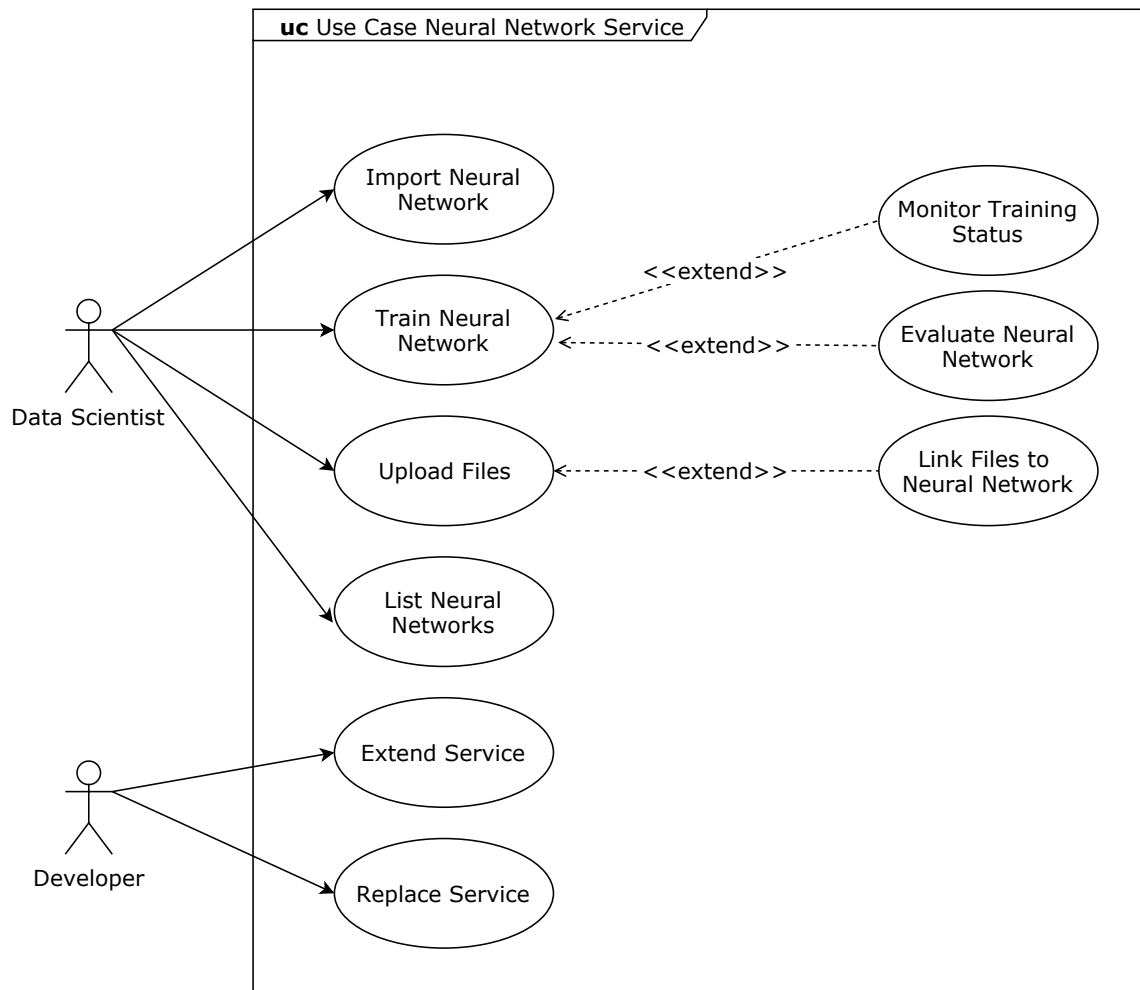 uc Use Case Neural Network Service
Import Neural
Network
Monitor Training
Status
<<extend>>
Train Neural
Network
Evaluate Neural
Network
<<extend>>
Data Scientist
Upload Files
<<extend>>
Link Files to
Neural Network
List Neural
Networks
Extend Service
Developer
Replace Service